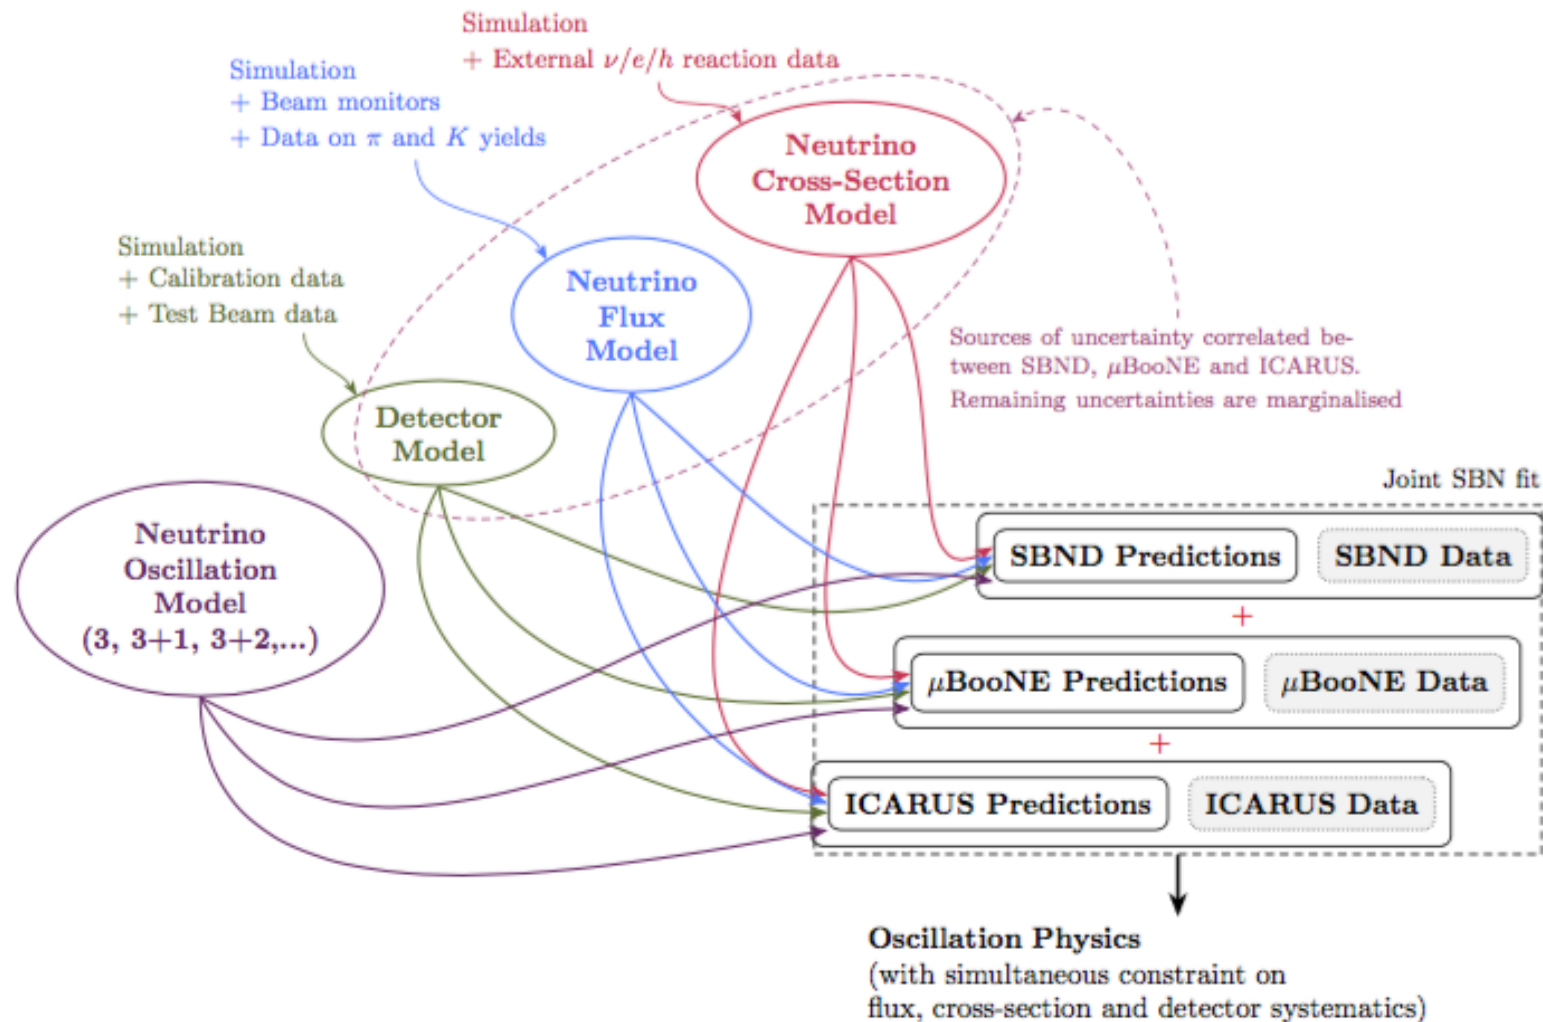 Simulation
+ External ν/e/h reaction data
Simulation
+ Beam monitors
+ Data on π and K yields
Neutrino
Cross-Section
Model
Simulation
+ Calibration data
+ Test Beam data
Neutrino
Flux
Model
Sources of uncertainty correlated be-
tween SBND, μBooNE and ICARUS.
Remaining uncertainties are marginalised
Detector
Model
Joint SBN fit
Neutrino
Oscillation
Model
(3, 3+1, 3+2,...)
SBND Predictions SBND Data
+
μBooNE Predictions μBooNE Data
+
ICARUS Predictions ICARUS Data
Oscillation Physics
(with simultaneous constraint on
flux, cross-section and detector systematics)